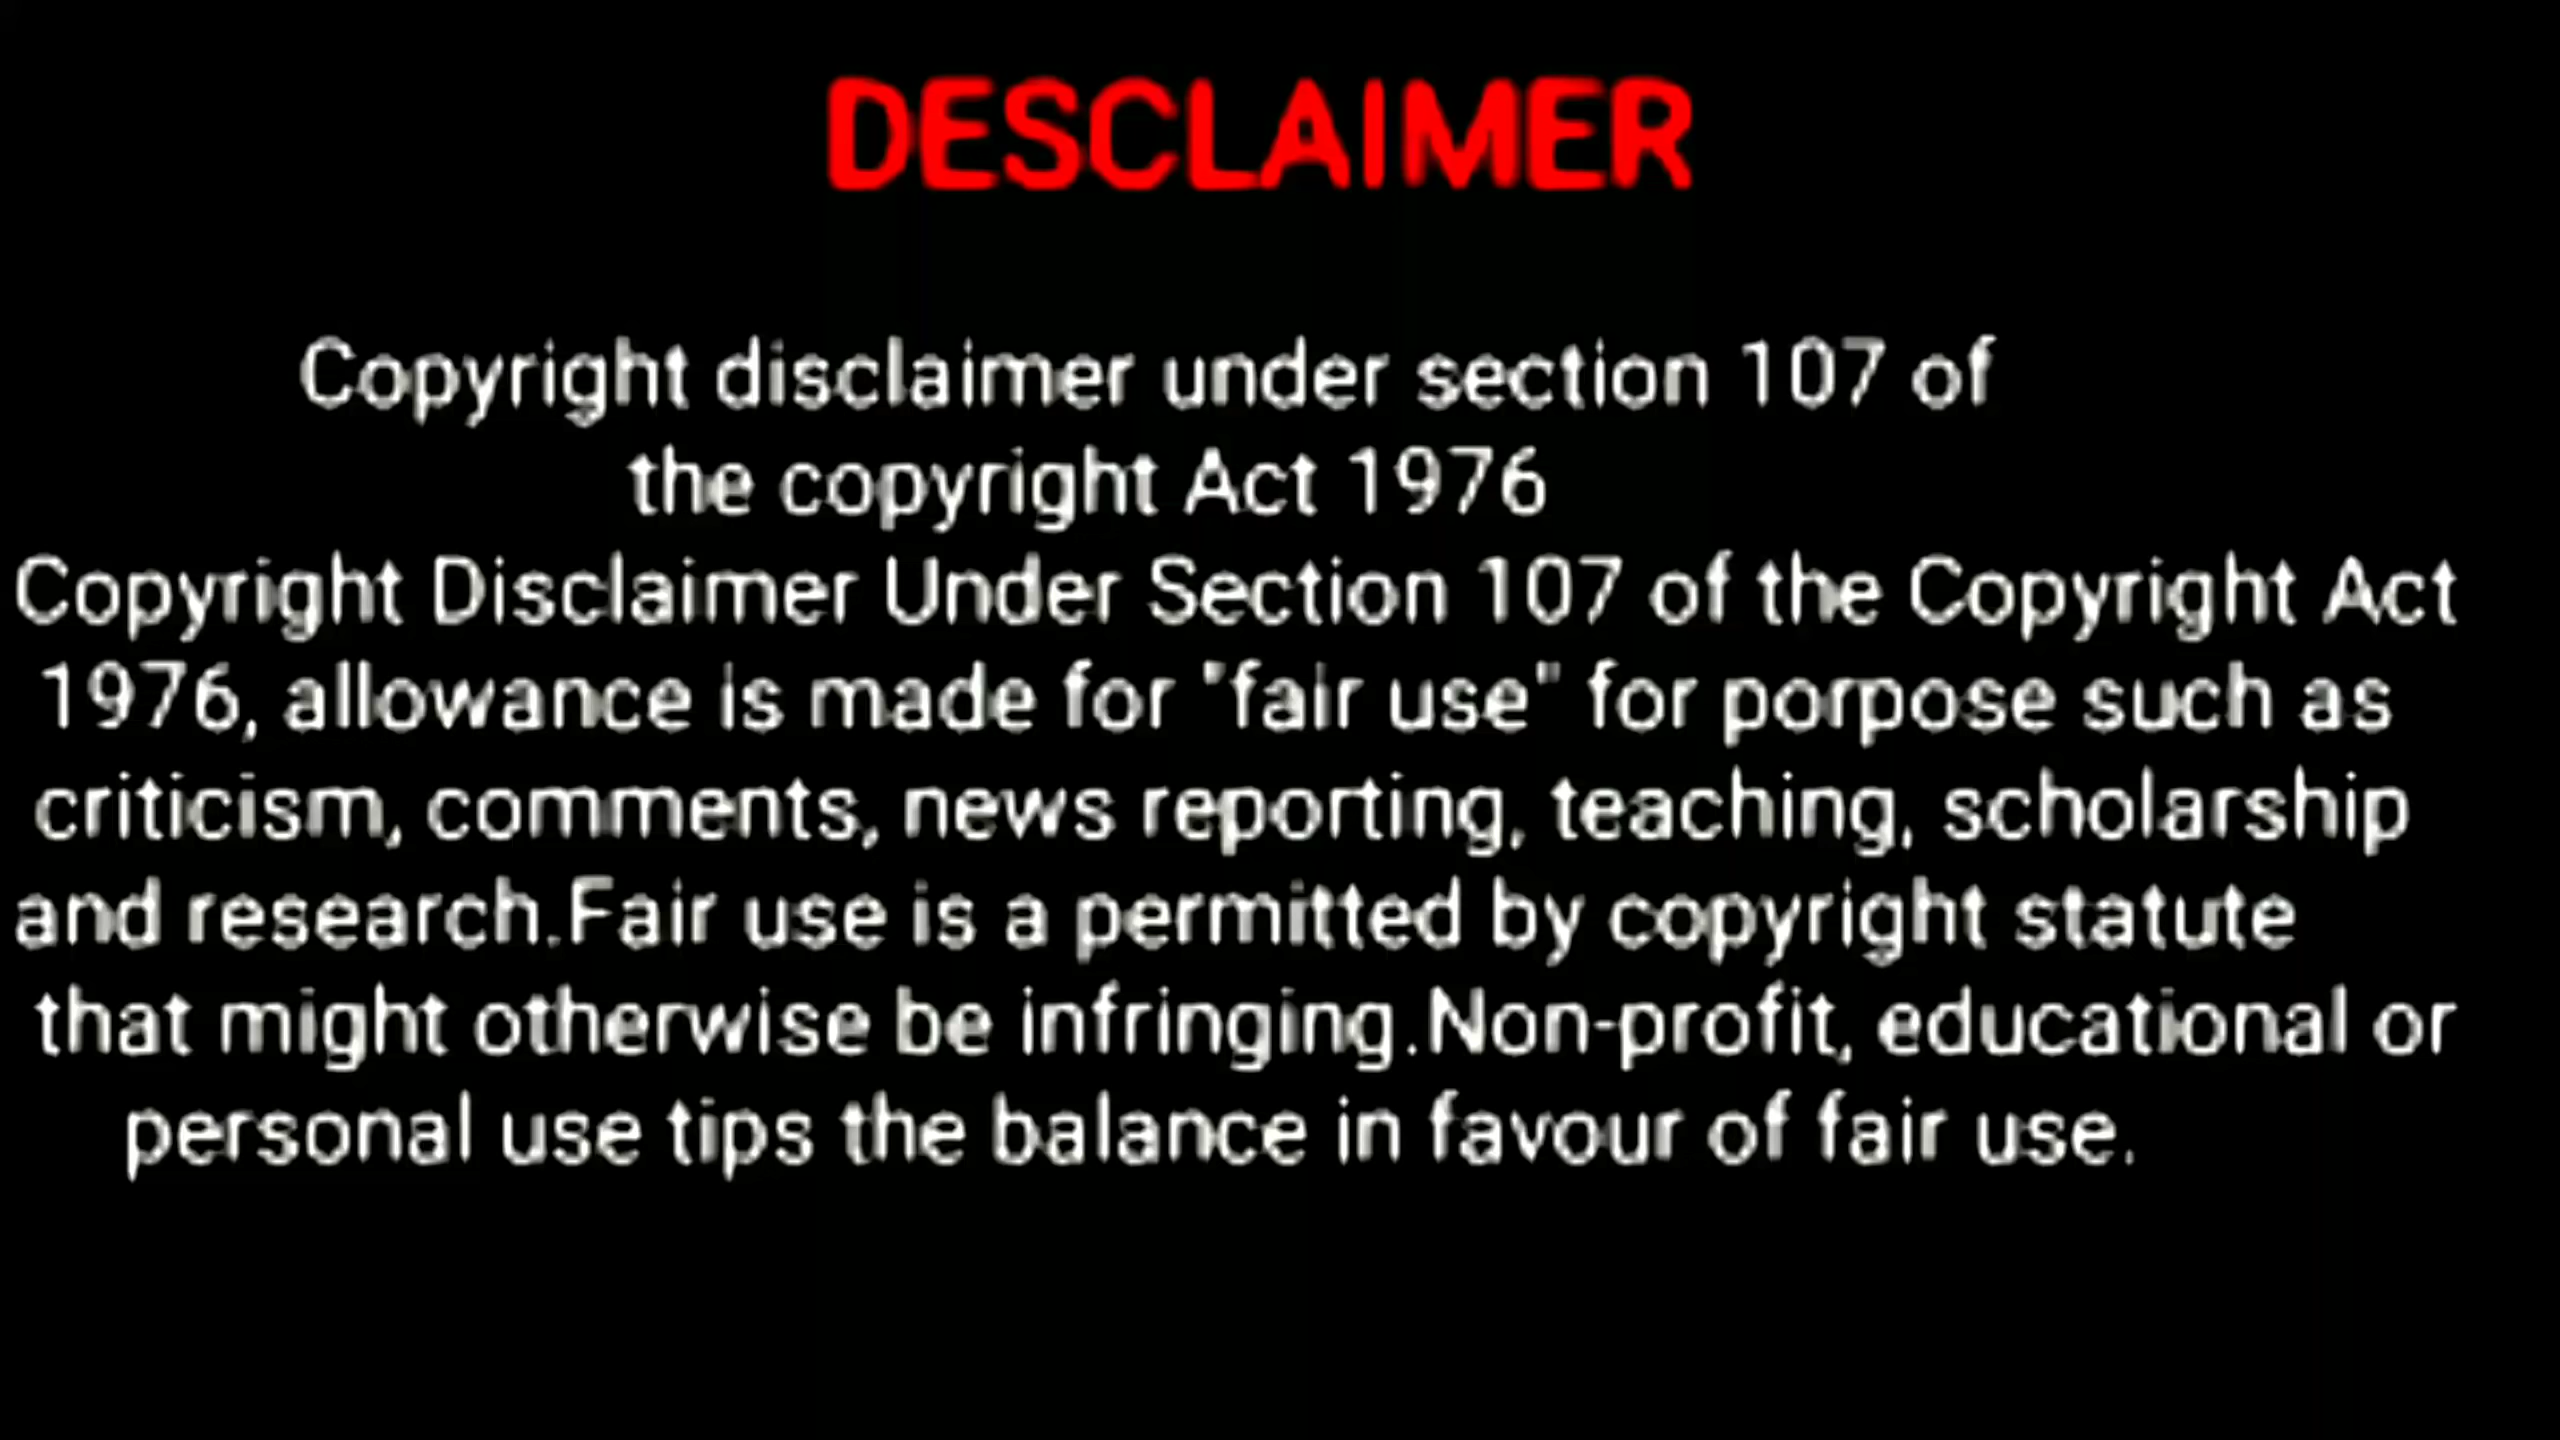 DESCLAIMER
Copyright disclaimer under section 107 of
the copyright Act 1976
Copyright Disclaimer Under Section 107 of the Copyright Act
1976, allowance is made for "fair use" for porpose such as
criticism, comments, news reporting, teaching, scholarship
and research.Fair use is a permitted by copyright statute
that might otherwise be infringing.Non-profit, educational or
personal use tips the balance in favour of fair use.